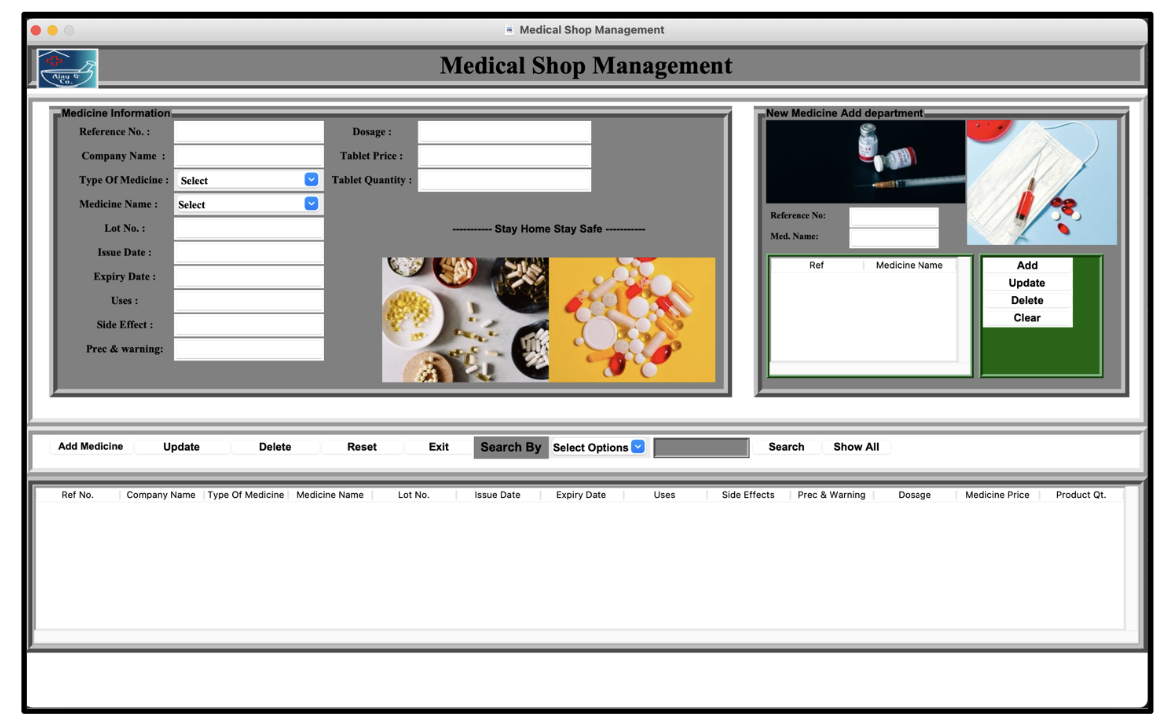 Medical Shop Management
Ajay &
Co.
Medical Shop Management
Medicine Information
Reference No. :
Company Name :
Type Of Medicine : Select
Medicine Name : Select
Lot No. :
Issue Date :
Expiry Date :
Uses :
Side Effect :
Prec & warning:
Dosage :
Tablet Price :
Tablet Quantity :
----------- Stay Home Stay Safe -----------
New Medicine Add department
Reference No:
Med. Name:
Ref Medicine Name
Add
Update
Delete
Clear
Add Medicine Update Delete Reset Exit Search By Select Options Search Show All
Ref No. Company Name Type Of Medicine Medicine Name Lot No. Issue Date Expiry Date Uses Side Effects Prec & Warning Dosage Medicine Price Product Qt.